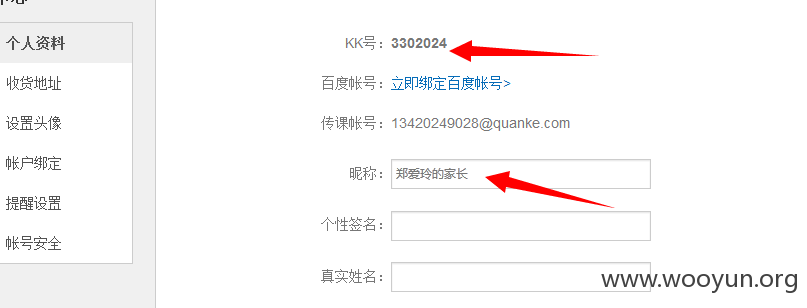 个人资料
收货地址
设置头像
帐户绑定
提醒设置
帐号安全
KK号：3302024
百度帐号：立即绑定百度帐号>
传课帐号：13420249028@quanke.com
昵称：郑爱玲的家长
个性签名：
真实姓名：
www.wooyun.org